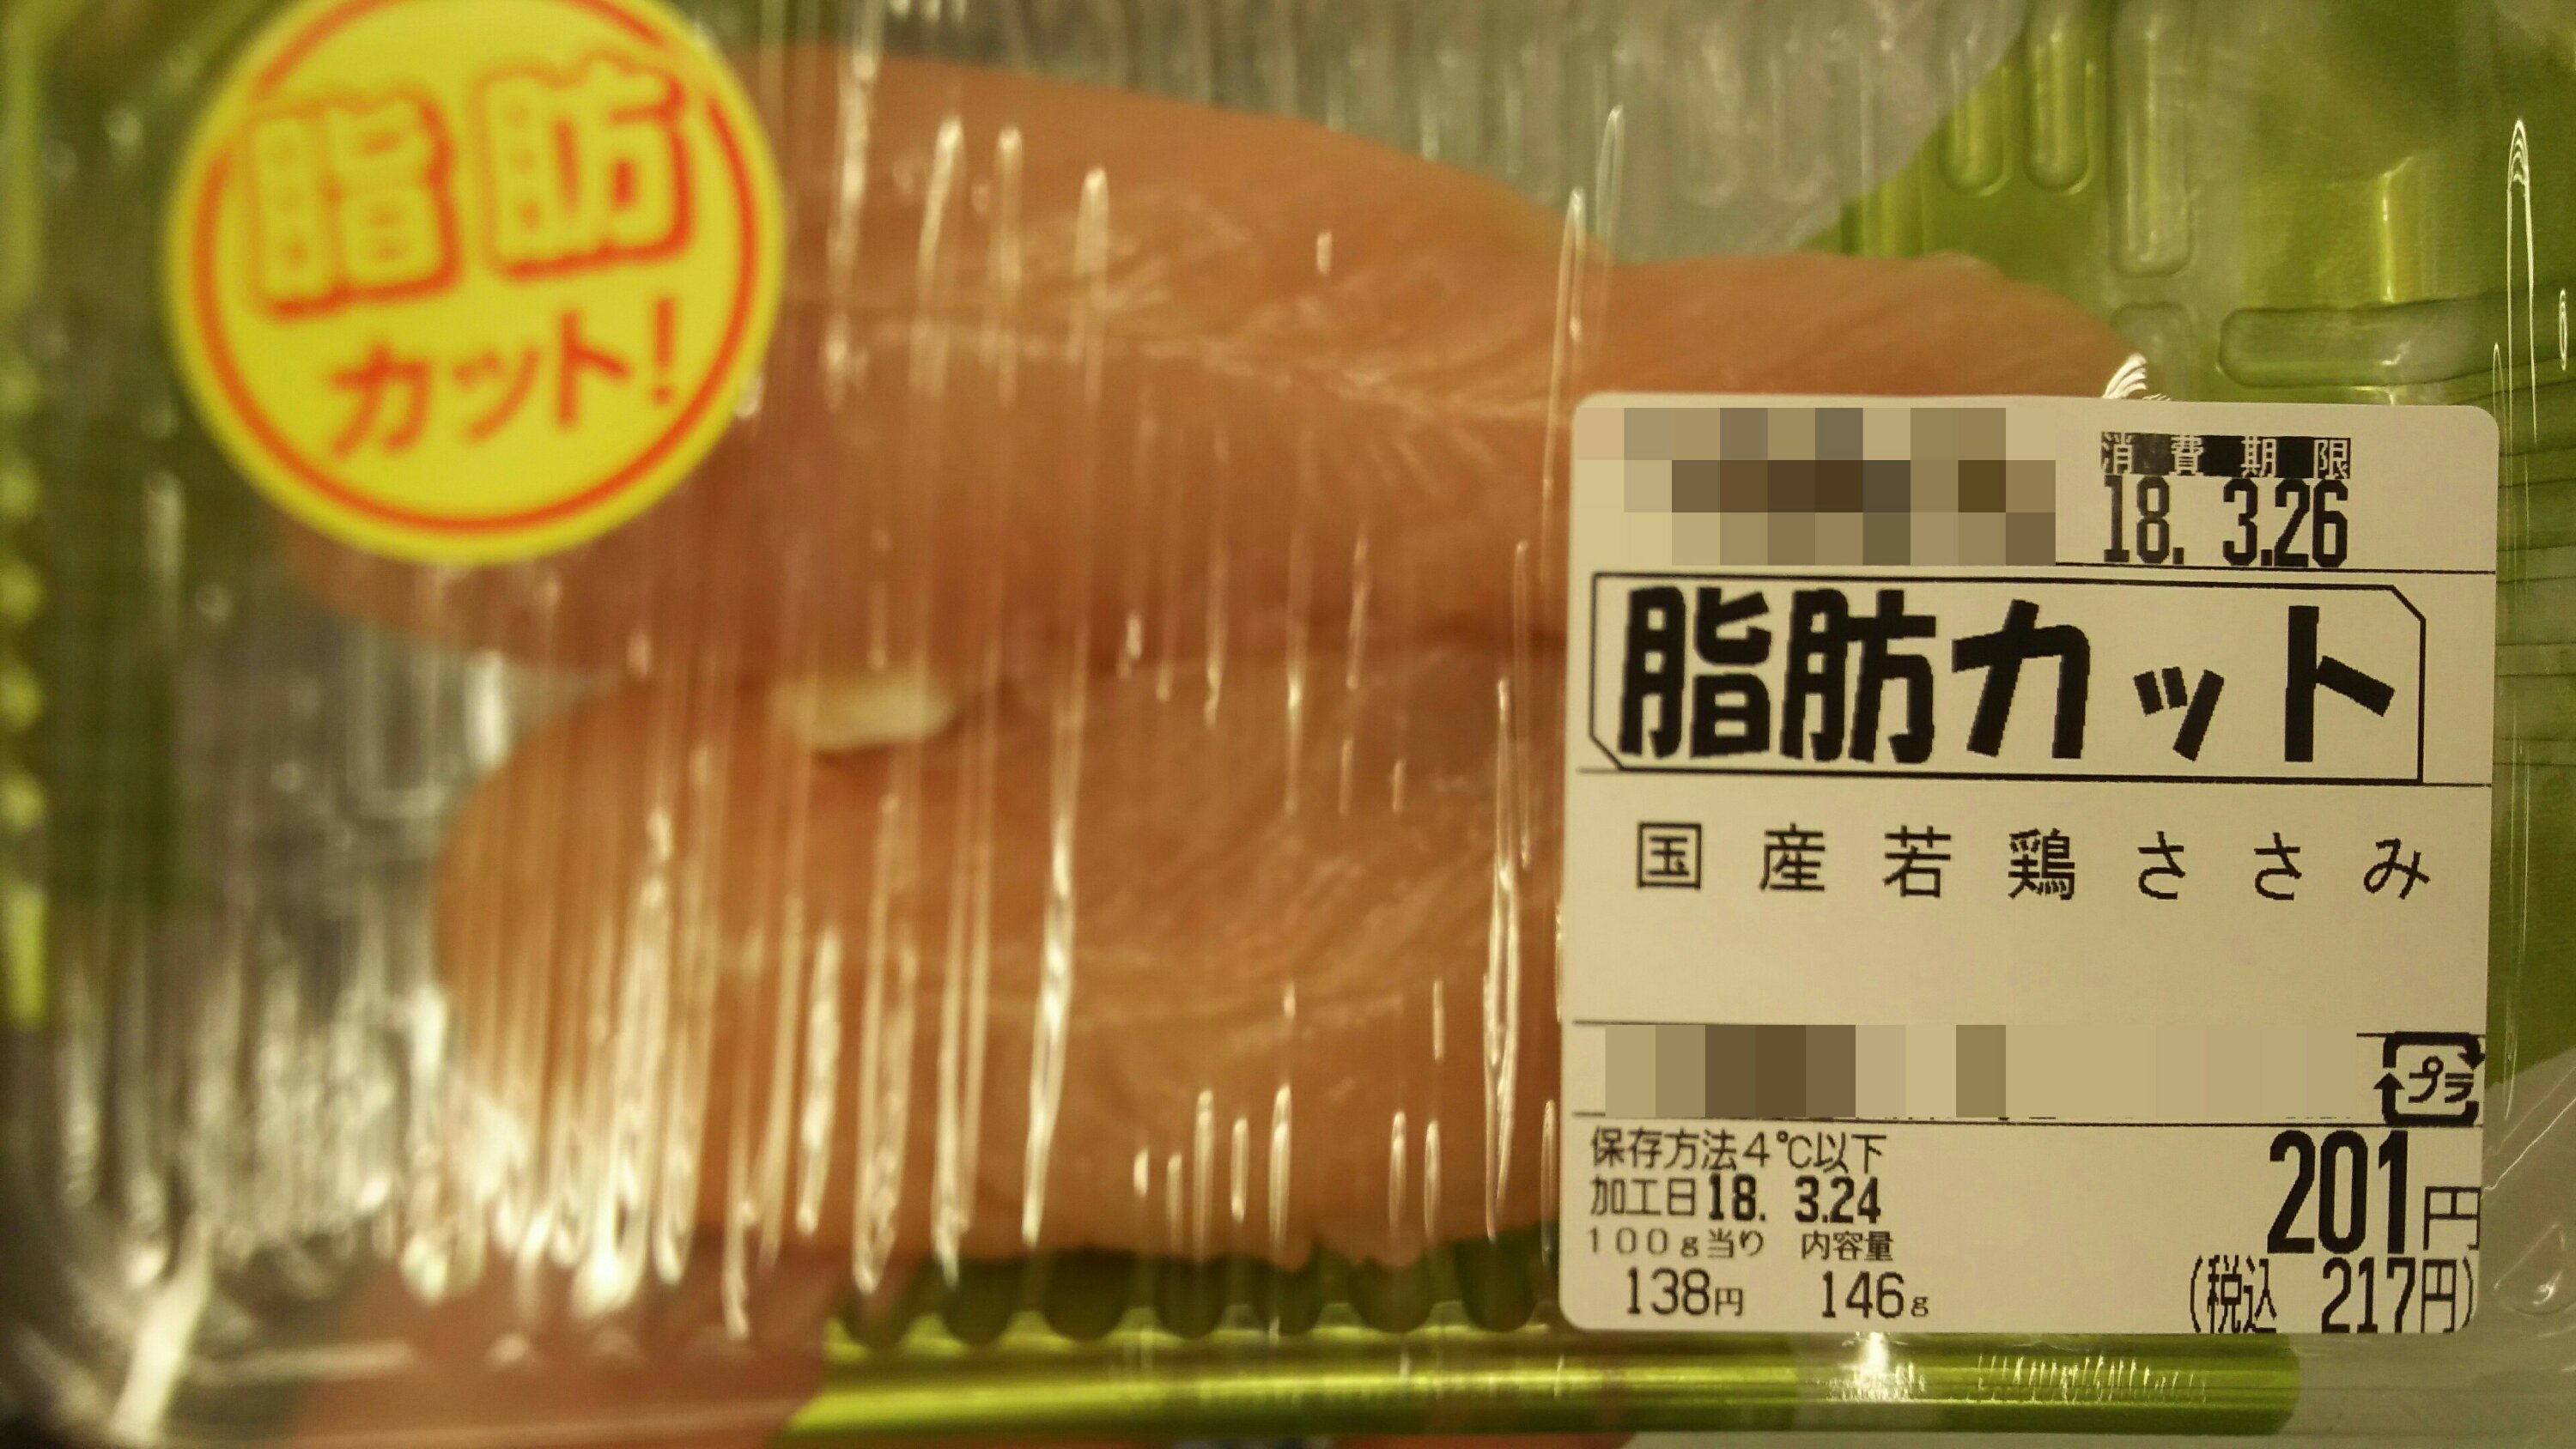 脂肪
カット!
消費期限
18. 3.26
脂肪カット
国産若鶏ささみ
プラ
保存方法4℃以下
加工日18. 3.24
100g当り 内容量
138円 146g
201円
(税込 217円)